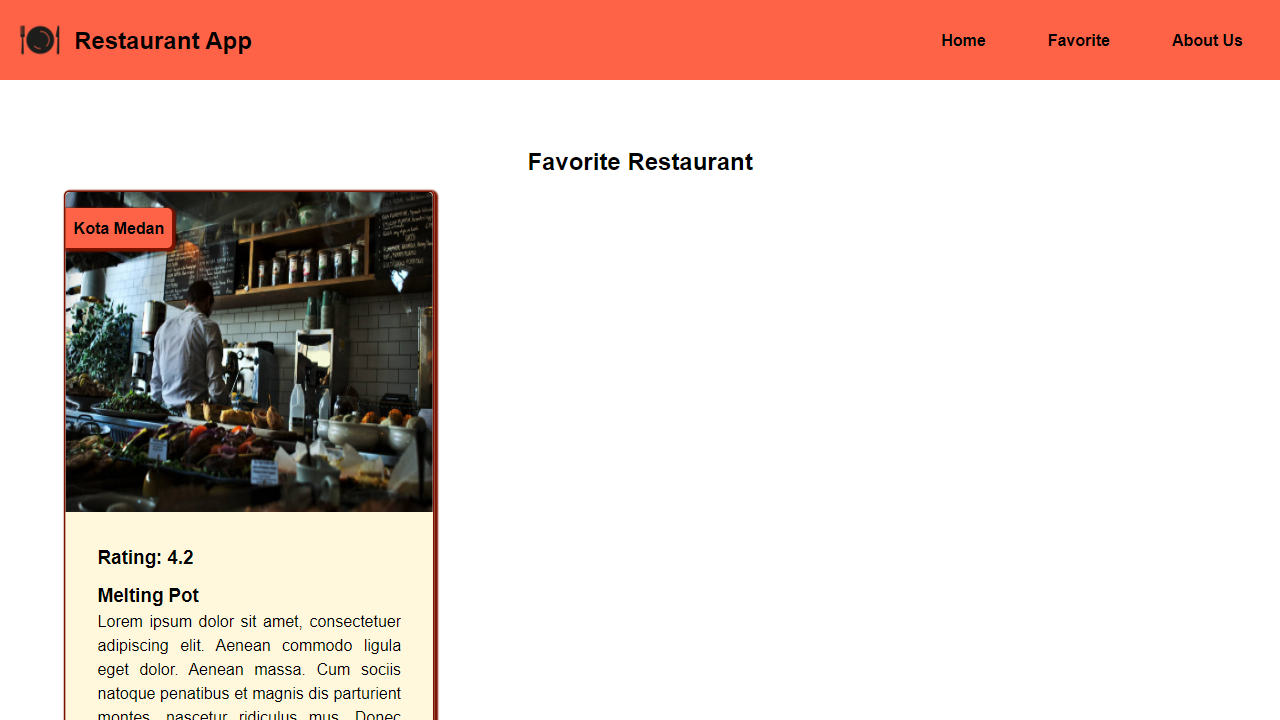 Restaurant App
Home
Favorite
About Us
Favorite Restaurant
Kota Medan
Rating: 4.2
Melting Pot
Lorem ipsum dolor sit amet, consectetuer
adipiscing elit. Aenean commodo ligula
eget dolor. Aenean massa. Cum sociis
natoque penatibus et magnis dis parturient
montes, nascetur ridiculus mus. Donec